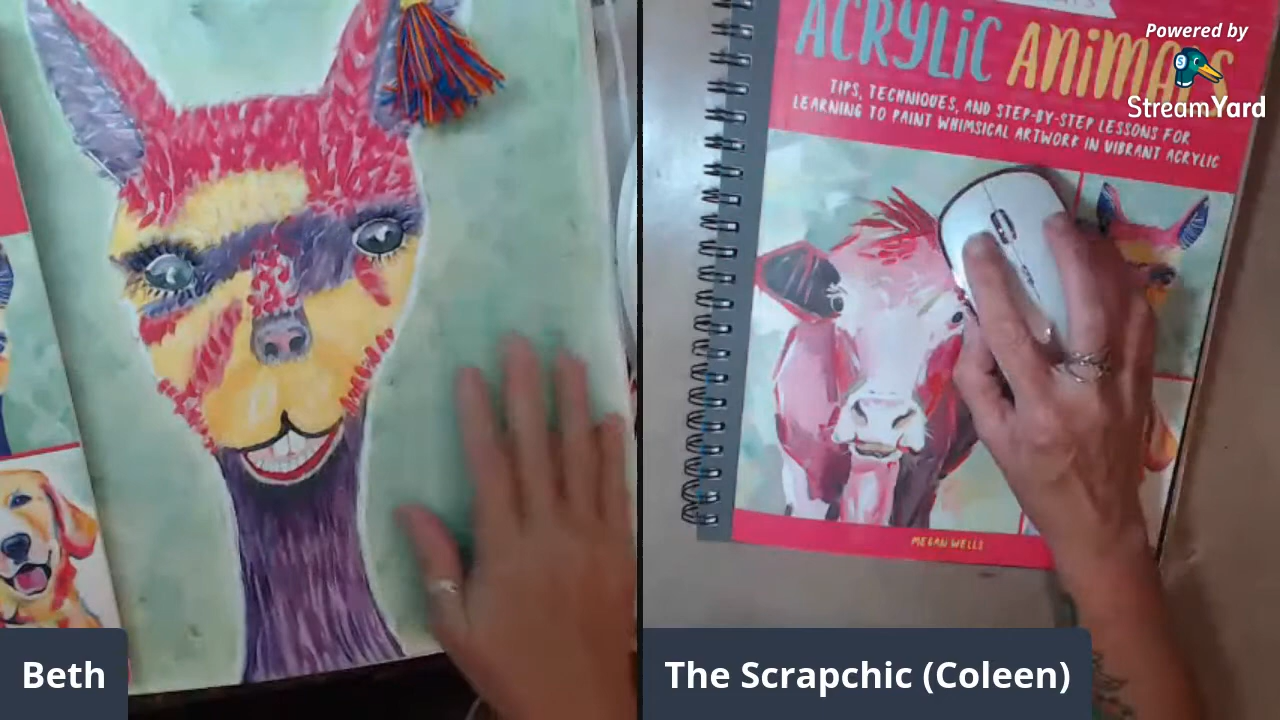 ACRYLIC ANIMALS
TIPS, TECHNIQUES, AND STEP-BY-STEP LESSONS FOR
LEARNING TO PAINT WHIMSICAL ARTWORK IN VIBRANT ACRYLIC
MEGAN WELLS
Powered by
S
StreamYard
Beth
The Scrapchic (Coleen)